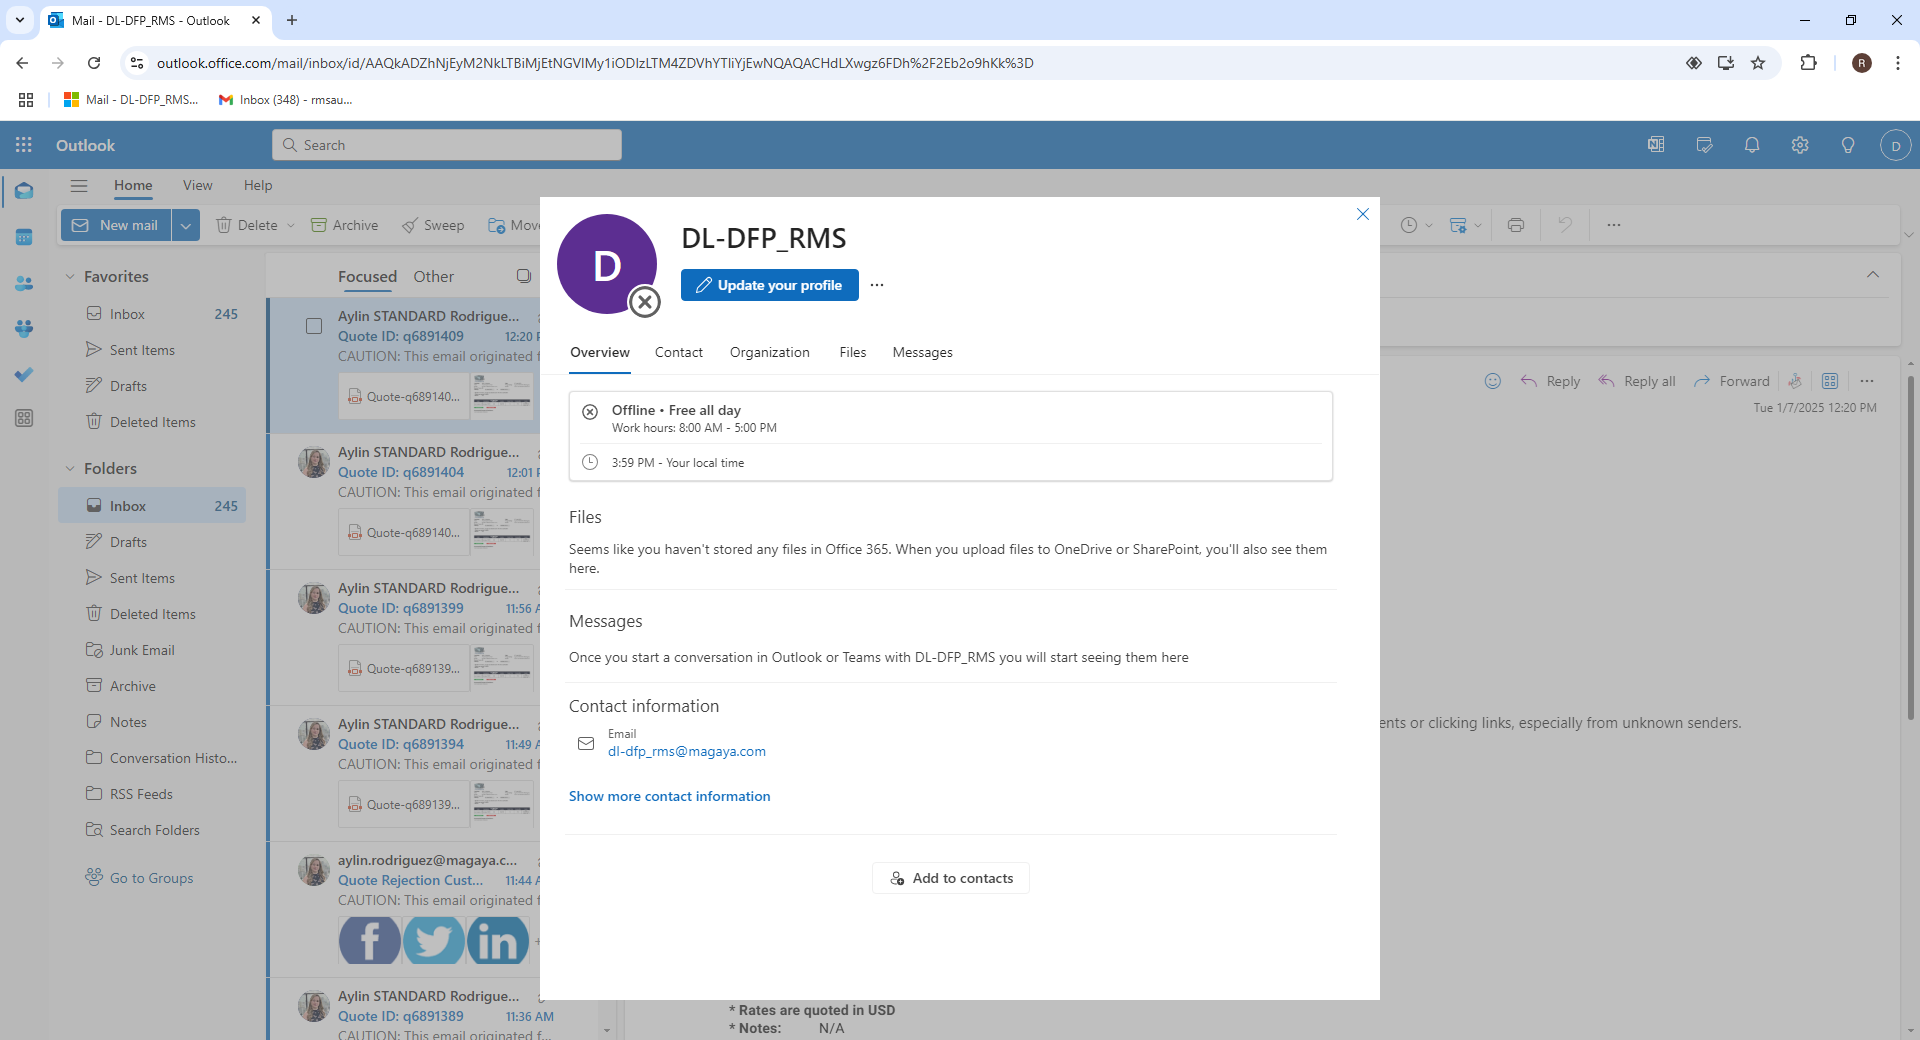 Mail - DL-DFP_RMS - Outlook
outlook.office.com/mail/inbox/id/AAQkADZhNjEyM2NkLTBiMjEtNGVlMy1iODIzLTM4ZDVhYTliYjEwNQAQACHdLXwgz6FDh%2F2Eb2o9hKk%3D
R
Mail - DL-DFP_RMS...
Inbox (348) - rmsau...
Outlook
Search
D
Home
View
Help
New mail
Delete
Archive
Sweep
Move
Favorites
Inbox 245
Sent Items
Drafts
Deleted Items
Folders
Inbox 245
Drafts
Sent Items
Deleted Items
Junk Email
Archive
Notes
Conversation Histo...
RSS Feeds
Search Folders
Go to Groups
Focused
Other
Aylin STANDARD Rodrigue...
Quote ID: q6891409 12:20
CAUTION: This email originated f
Quote-q689140...
Aylin STANDARD Rodrigue...
Quote ID: q6891404 12:01
CAUTION: This email originated f
Quote-q689140...
Aylin STANDARD Rodrigue...
Quote ID: q6891399 11:56 A
CAUTION: This email originated f
Quote-q689139...
Aylin STANDARD Rodrigue...
Quote ID: q6891394 11:49 A
CAUTION: This email originated f
Quote-q689139...
aylin.rodriguez@magaya.c...
Quote Rejection Cust... 11:44 A
CAUTION: This email originated f
f
in
+
Aylin STANDARD Rodrigue...
Quote ID: q6891389 11:36 AM
CAUTION: This email originated f...
D
DL-DFP_RMS
Update your profile
Overview
Contact
Organization
Files
Messages
Offline • Free all day
Work hours: 8:00 AM - 5:00 PM
3:59 PM - Your local time
Files
Seems like you haven't stored any files in Office 365. When you upload files to OneDrive or SharePoint, you'll also see them
here.
Messages
Once you start a conversation in Outlook or Teams with DL-DFP_RMS you will start seeing them here
Contact information
Email
dl-dfp_rms@magaya.com
Show more contact information
Add to contacts
Reply
Reply all
Forward
Tue 1/7/2025 12:20 PM
ents or clicking links, especially from unknown senders.
* Rates are quoted in USD
* Notes: N/A